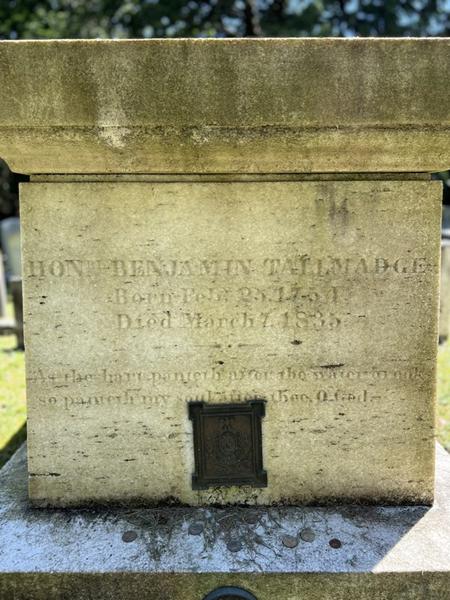 HON. BENJAMIN TALLMADGE
Born Feb. 25. 1754
Died March 7. 1835
As the hart panteth after the water brook
so panteth my soul after thee, O God.